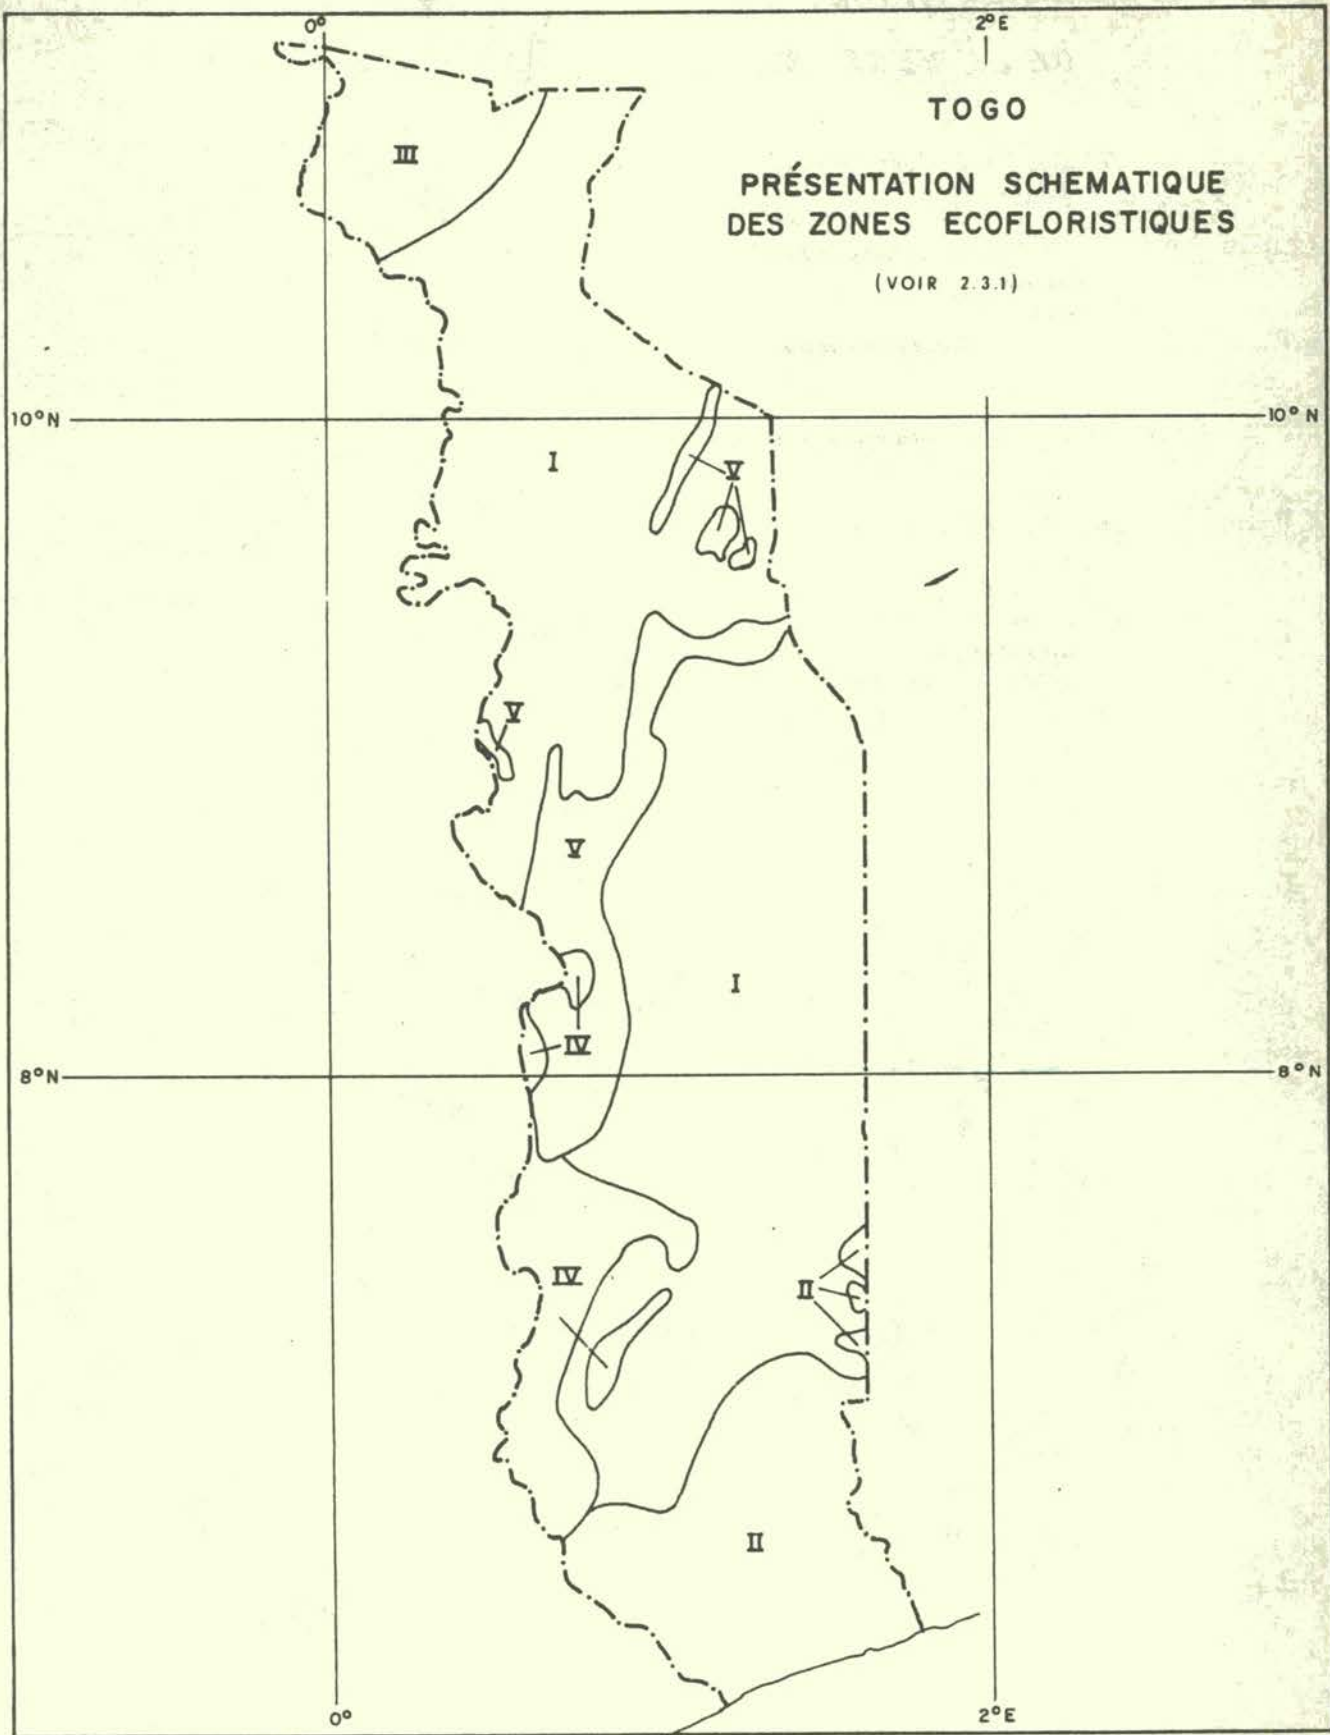 0° 2°E
TOGO
PRÉSENTATION SCHEMATIQUE
DES ZONES ECOFLORISTIQUES
(VOIR 2.3.1)
III
10°N 10°N
I
V
V
V
I
IV
8°N 8°N
IV
II
II
0° 2°E